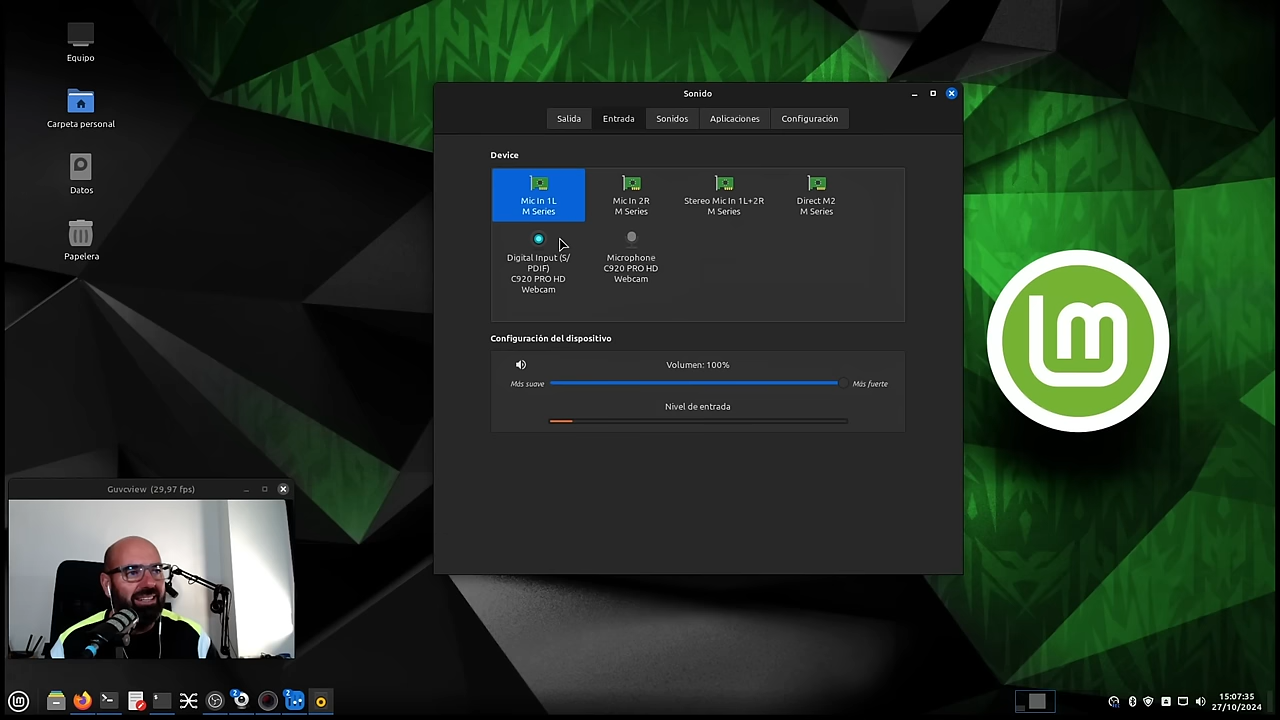 Equipo
Carpeta personal
Datos
Papelera
Sonido
Salida
Entrada
Sonidos
Aplicaciones
Configuración
Device
Mic In 1L
M Series
Mic In 2R
M Series
Stereo Mic In 1L+2R
M Series
Direct M2
M Series
Digital Input (S/
PDIF)
C920 PRO HD
Webcam
Microphone
C920 PRO HD
Webcam
Configuración del dispositivo
Volumen: 100%
Más suave
Más fuerte
Nivel de entrada
Guvcview (29,97 fps)
2
2
15:07:35
27/10/2024